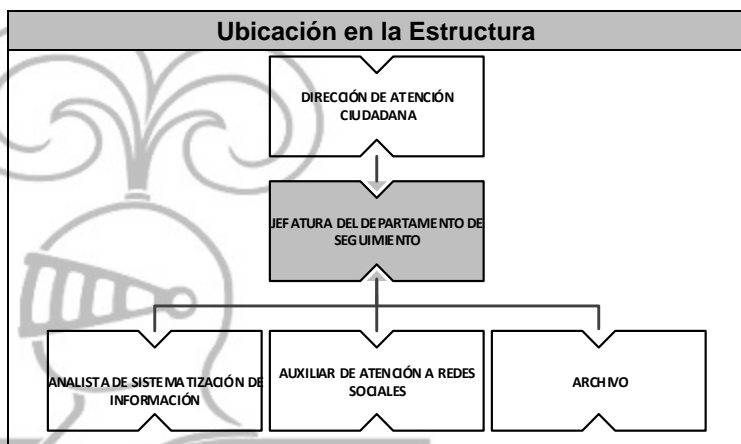 Ubicación en la Estructura
DIRECCIÓN DE ATENCIÓN
CIUDADANA
JEFATURA DEL DEPARTAMENTO DE
SEGUIMIENTO
ANALISTA DE SISTEMATIZACIÓN DE
INFORMACIÓN
AUXILIAR DE ATENCIÓN A REDES
SOCIALES
ARCHIVO